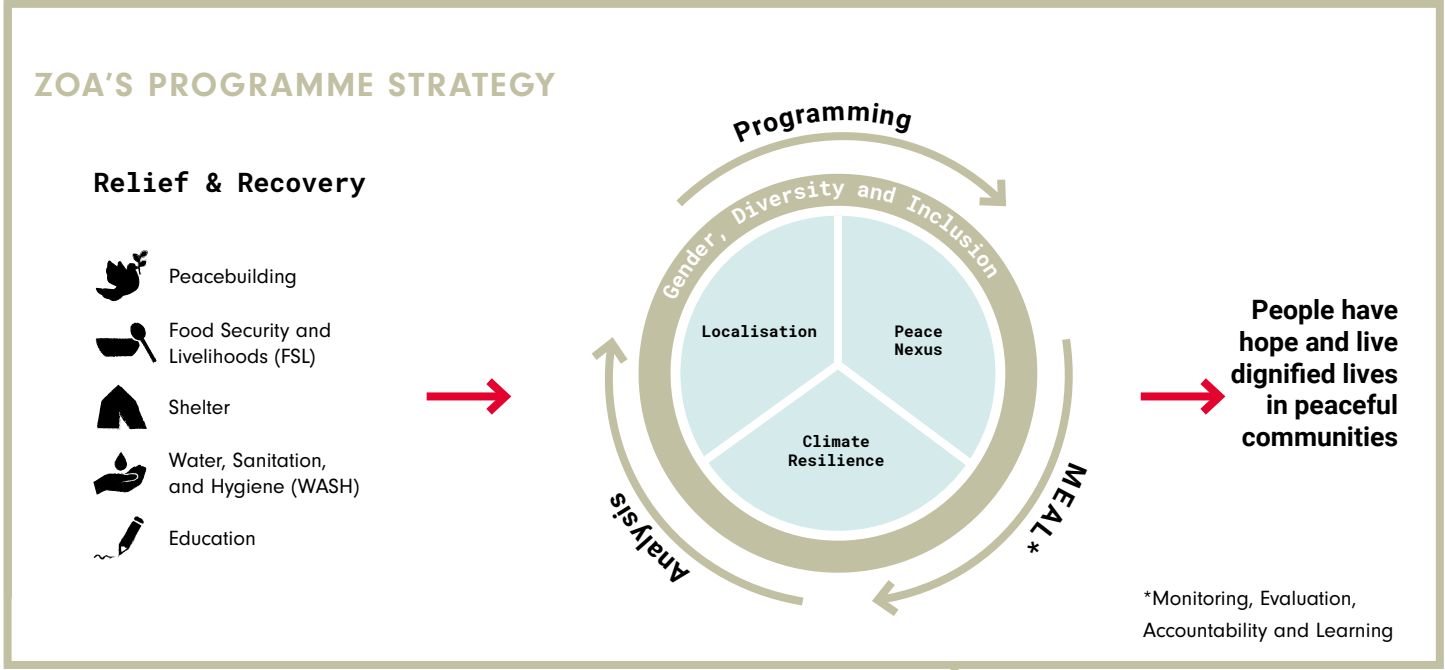 ZOA'S PROGRAMME STRATEGY
Relief & Recovery
Peacebuilding
Food Security and
Livelihoods (FSL)
Shelter
Water, Sanitation,
and Hygiene (WASH)
Education
Programming
Gender, Diversity and Inclusion
Localisation
Peace
Nexus
Climate
Resilience
Analysis
MEAL*
People have
hope and live
dignified lives
in peaceful
communities
*Monitoring, Evaluation,
Accountability and Learning